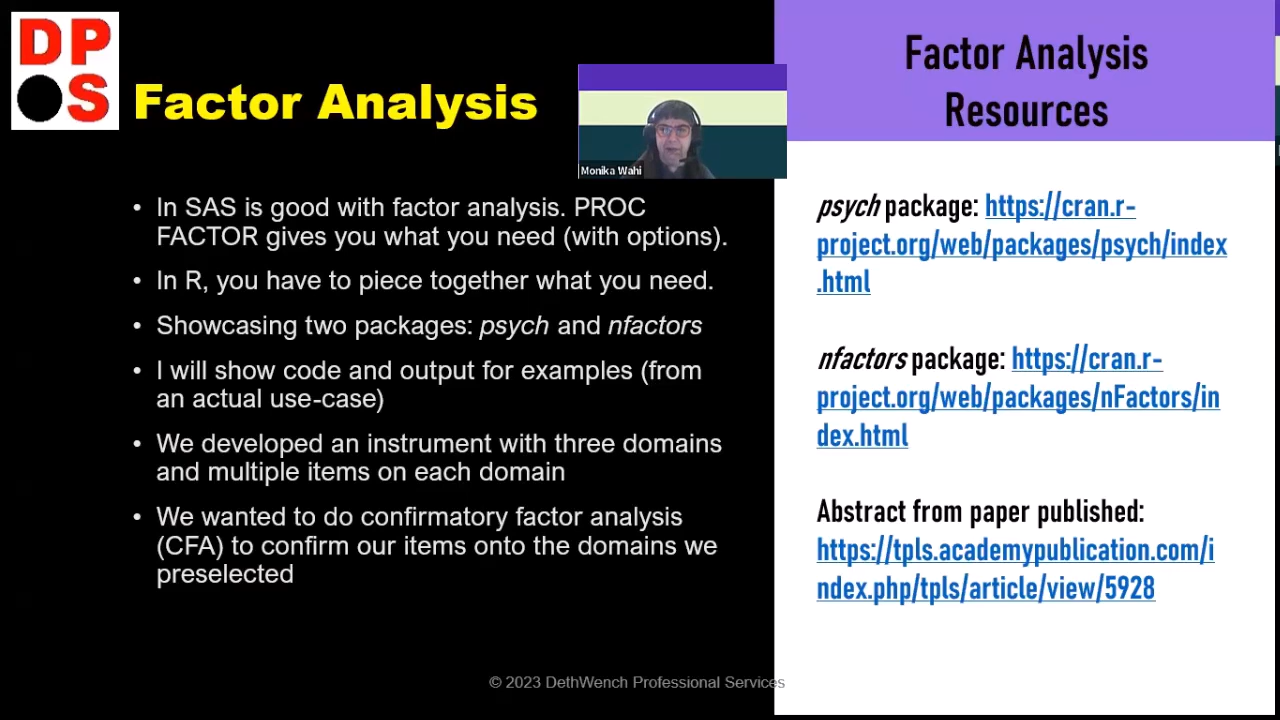 DP
S
Factor Analysis
Monika Wahi
• In SAS is good with factor analysis. PROC
FACTOR gives you what you need (with options).
• In R, you have to piece together what you need.
• Showcasing two packages: psych and nfactors
• I will show code and output for examples (from
an actual use-case)
• We developed an instrument with three domains
and multiple items on each domain
• We wanted to do confirmatory factor analysis
(CFA) to confirm our items onto the domains we
preselected
© 2023 DethWench Professional Services
Factor Analysis
Resources
psych package: https://cran.r-
project.org/web/packages/psych/index
.html
nfactors package: https://cran.r-
project.org/web/packages/nFactors/in
dex.html
Abstract from paper published:
https://tpls.academypublication.com/i
ndex.php/tpls/article/view/5928